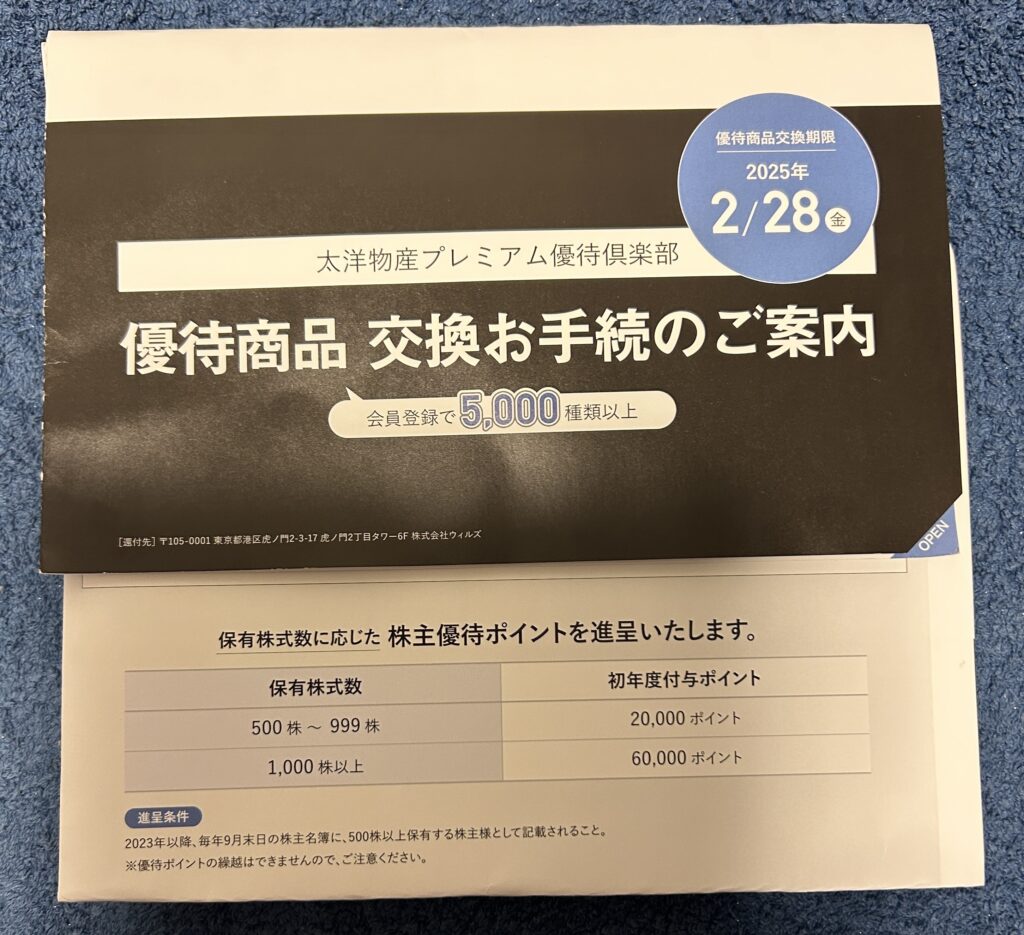 優待商品交換期限
2025年
2/28 金
太洋物産プレミアム優待倶楽部
優待商品 交換お手続のご案内
会員登録で 5,000 種類以上
[還付先] 〒105-0001 東京都港区虎ノ門2-3-17 虎ノ門2丁目タワー6F 株式会社ウィルズ
OPEN
保有株式数に応じた 株主優待ポイントを進呈いたします。
保有株式数 初年度付与ポイント
500 株 ～ 999 株 20,000 ポイント
1,000 株以上 60,000 ポイント
進呈条件
2023年以降、毎年9月末日の株主名簿に、500株以上保有する株主様として記載されること。
※優待ポイントの繰越はできませんので、ご注意ください。